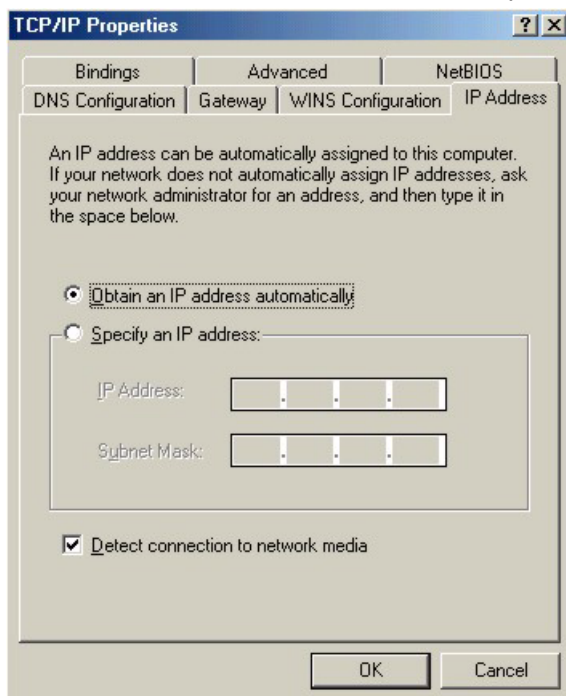 TCP/IP Properties
Bindings Advanced NetBIOS
DNS Configuration Gateway WINS Configuration IP Address
An IP address can be automatically assigned to this computer.
If your network does not automatically assign IP addresses, ask
your network administrator for an address, and then type it in
the space below.
Obtain an IP address automatically
Specify an IP address:
IP Address:
Subnet Mask:
Detect connection to network media
OK Cancel